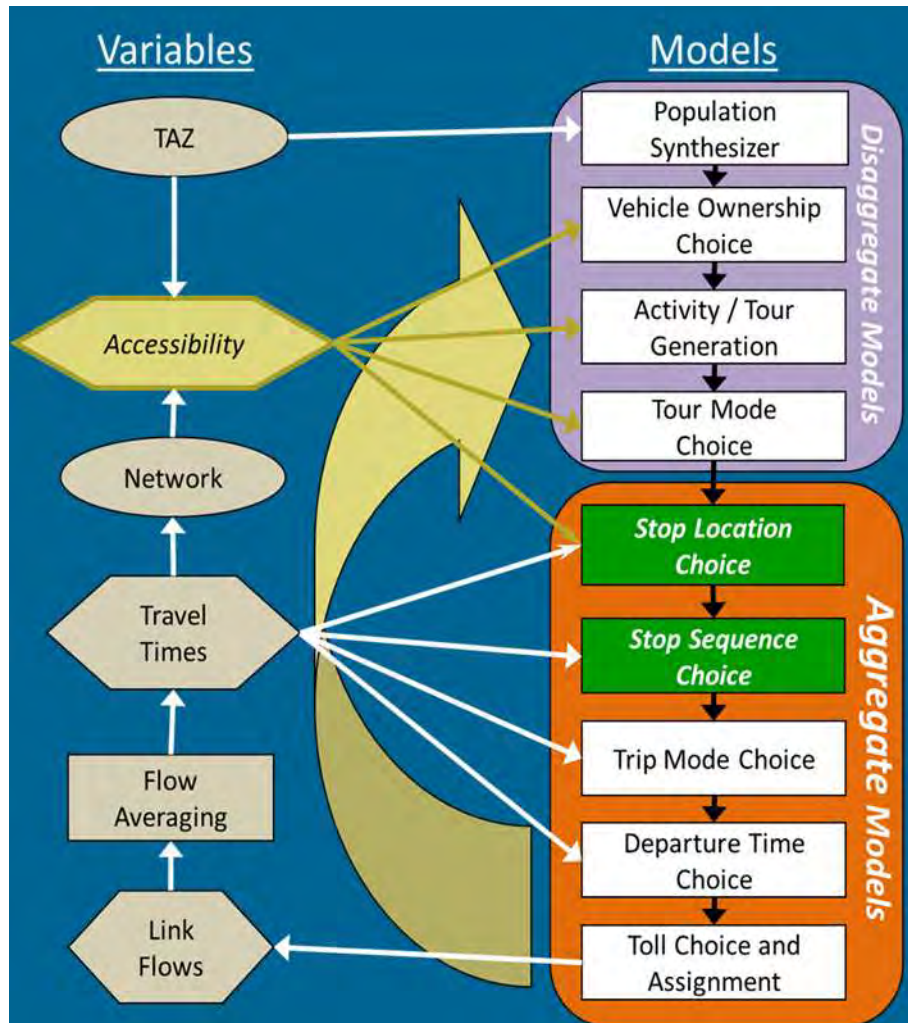 Variables
TAZ
Accessibility
Network
Travel
Times
Flow
Averaging
Link
Flows
Models
Population
Synthesizer
Vehicle Ownership
Choice
Activity / Tour
Generation
Tour Mode
Choice
Disaggregate Models
Stop Location
Choice
Stop Sequence
Choice
Trip Mode Choice
Departure Time
Choice
Toll Choice and
Assignment
Aggregate Models